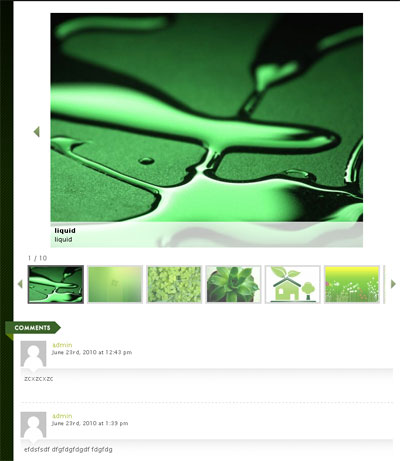 liquid
liquid
1 / 10
COMMENTS
admin
June 23rd, 2010 at 12:43 pm
zcxzcxzc
admin
June 23rd, 2010 at 1:33 pm
efdsfsdf dfgfdgfdgdf fdgfdg